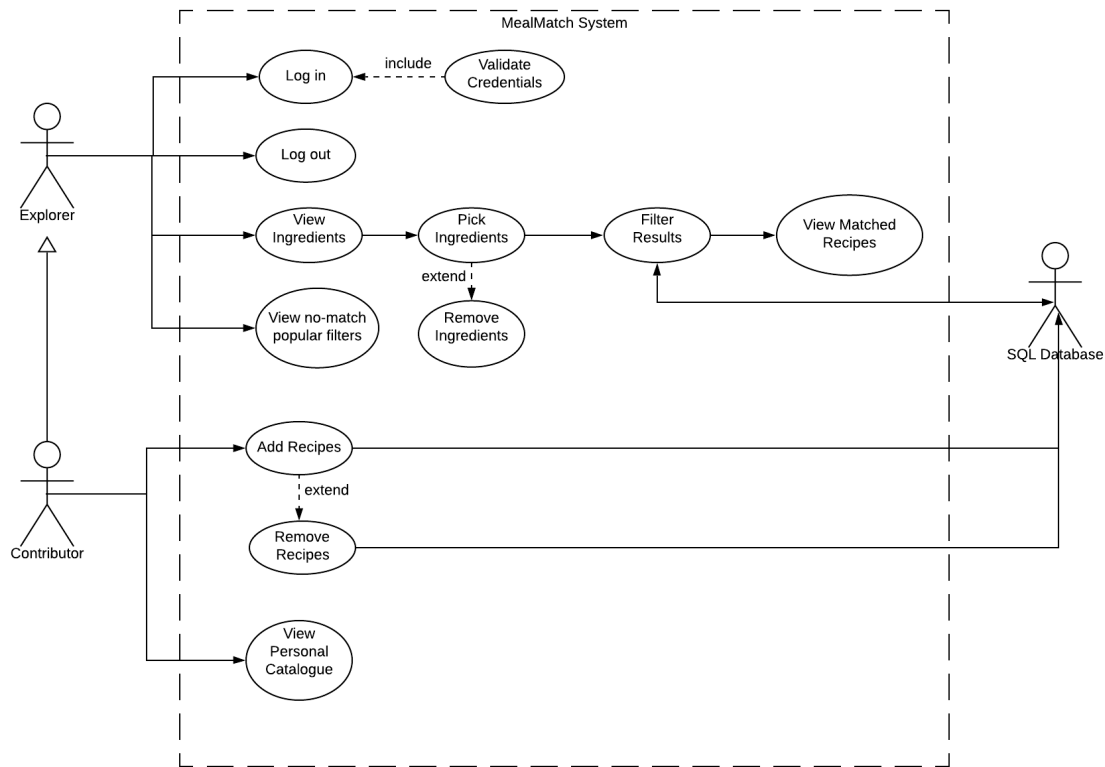 MealMatch System
Log in
include
Validate
Credentials
Log out
Explorer
View
Ingredients
Pick
Ingredients
Filter
Results
View Matched
Recipes
extend
View no-match
popular filters
Remove
Ingredients
SQL Database
Add Recipes
extend
Contributor
Remove
Recipes
View
Personal
Catalogue